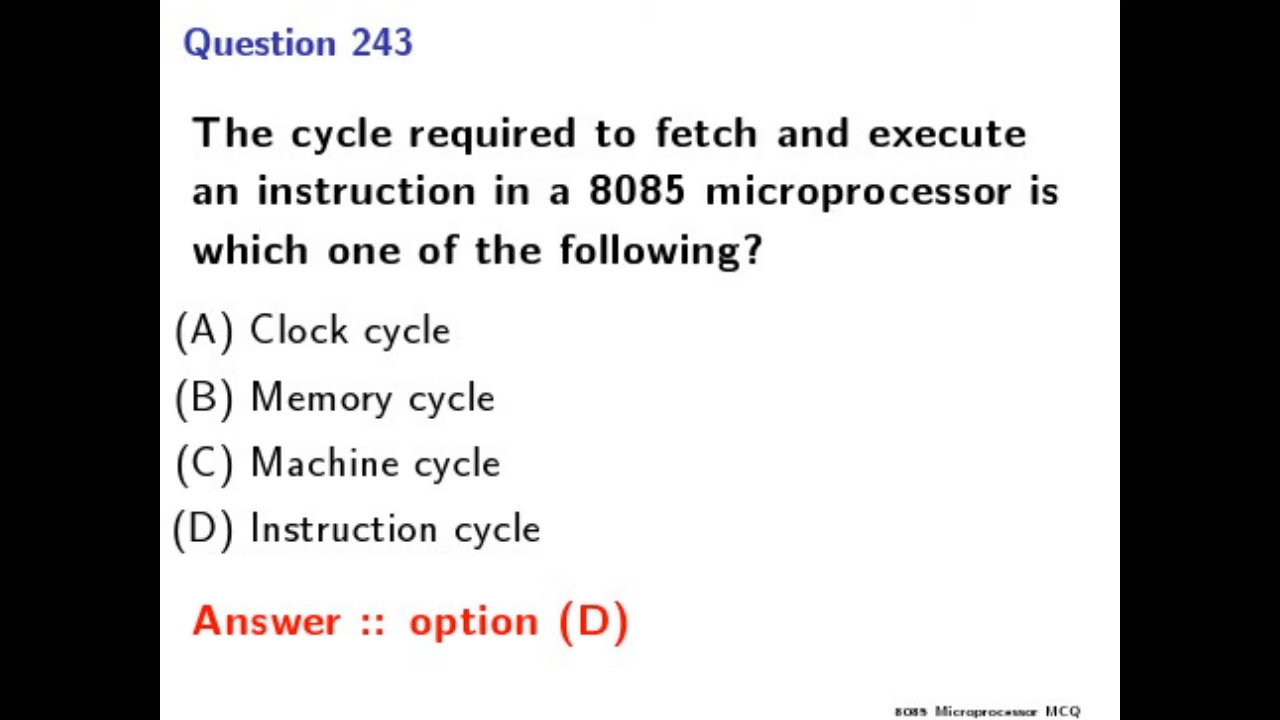 Question 243
The cycle required to fetch and execute
an instruction in a 8085 microprocessor is
which one of the following?
(A) Clock cycle
(B) Memory cycle
(C) Machine cycle
(D) Instruction cycle
Answer :: option (D)
8085 Microprocessor MCQ